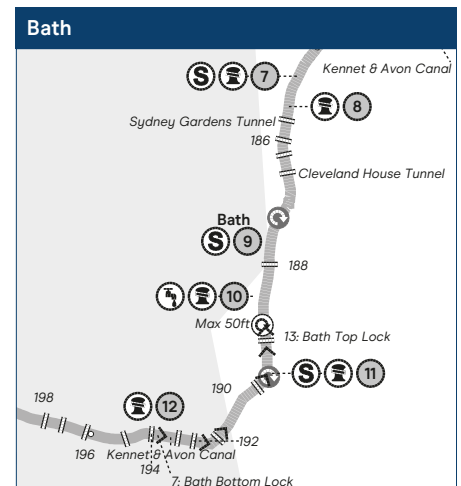 Bath
Kennet & Avon Canal
S 7
8
Sydney Gardens Tunnel
186
Cleveland House Tunnel
Bath
S 9
188
10
Max 50ft
13: Bath Top Lock
S 11
190
198
12
192
196
Kennet & Avon Canal
194
7: Bath Bottom Lock